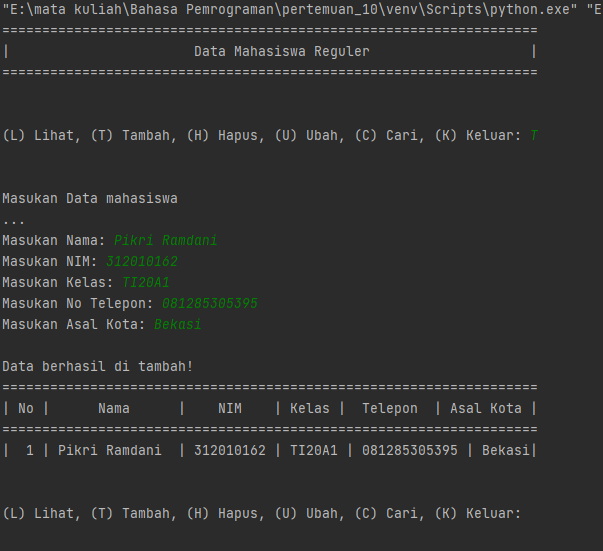 "E:\mata kuliah\Bahasa Pemrograman\pertemuan_10\venv\Scripts\python.exe" "E
===================================================================
|                       Data Mahasiswa Reguler                    |
===================================================================
(L) Lihat, (T) Tambah, (H) Hapus, (U) Ubah, (C) Cari, (K) Keluar: T
Masukan Data mahasiswa
...
Masukan Nama: Pikri Ramdani
Masukan NIM: 312010162
Masukan Kelas: TI20A1
Masukan No Telepon: 081285305395
Masukan Asal Kota: Bekasi
Data berhasil di tambah!
===================================================================
| No |      Nama      |    NIM    | Kelas |  Telepon  | Asal Kota |
===================================================================
|  1 | Pikri Ramdani  | 312010162 | TI20A1 | 081285305395 | Bekasi|
(L) Lihat, (T) Tambah, (H) Hapus, (U) Ubah, (C) Cari, (K) Keluar: